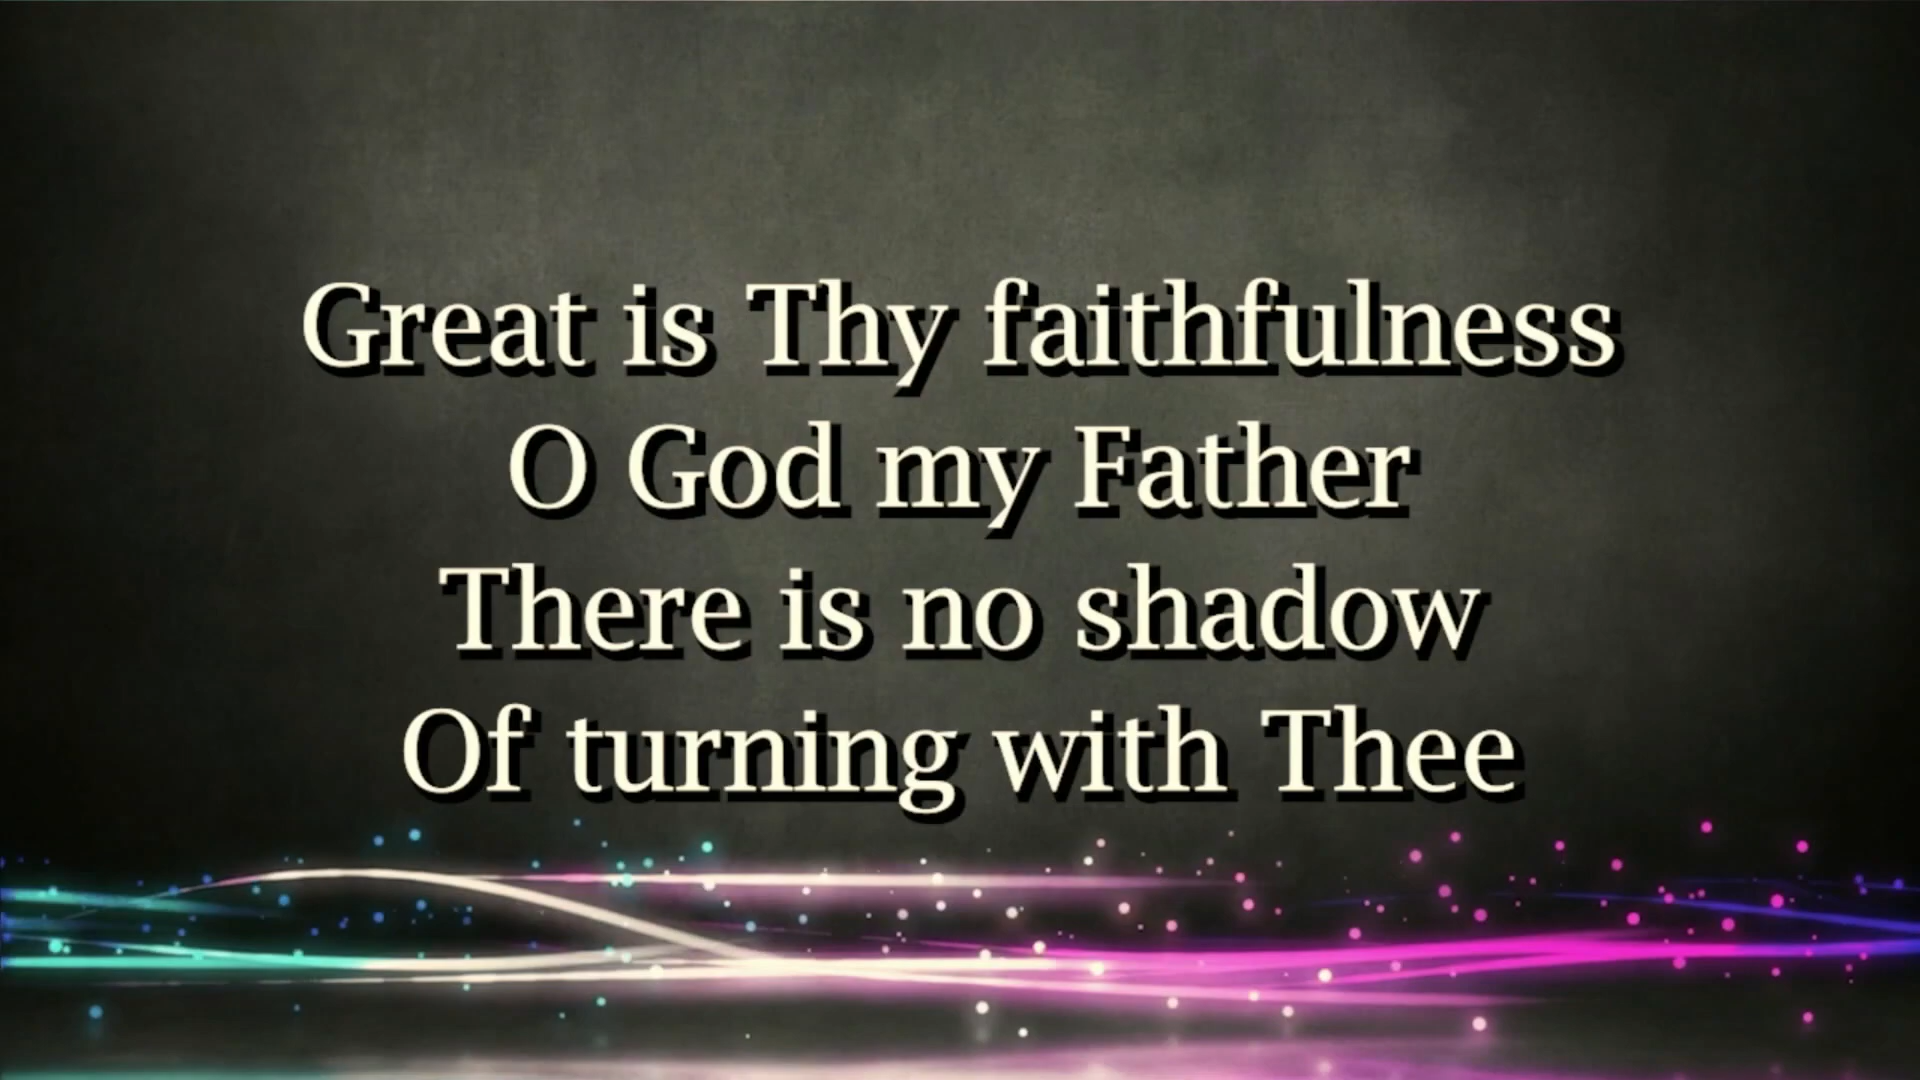 Great is Thy faithfulness
O God my Father
There is no shadow
Of turning with Thee